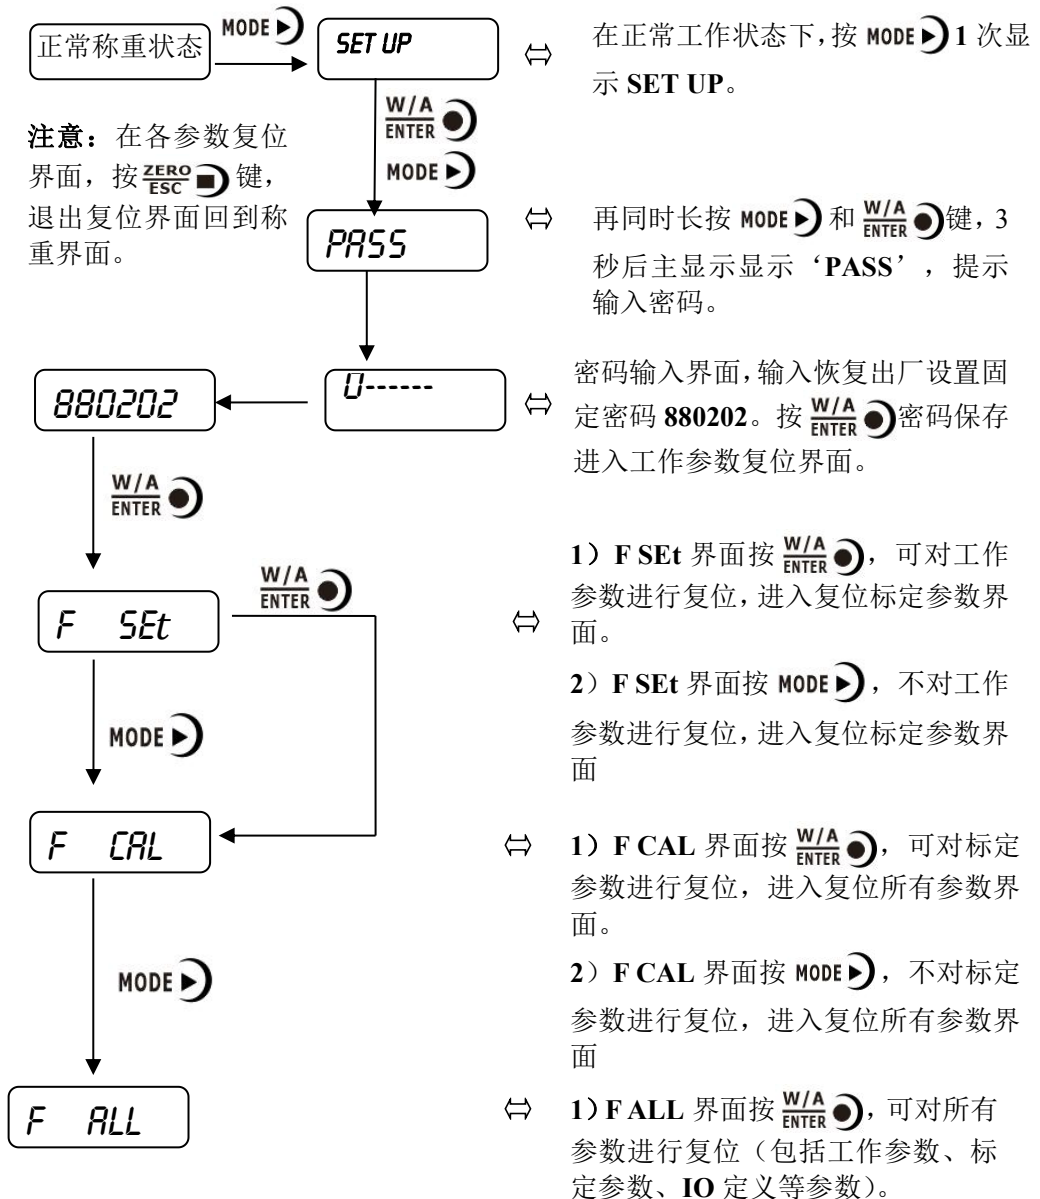 正常称重状态
MODE
SET UP
在正常工作状态下，按 MODE 1 次显
示 SET UP。
W/A
ENTER
MODE
注意：在各参数复位
界面，按 ZERO ESC 键，
退出复位界面回到称
重界面。
PASS
再同时长按 MODE 和 W/A ENTER 键，3
秒后主显示显示‘PASS’，提示
输入密码。
880202
0------
密码输入界面，输入恢复出厂设置固
定密码 880202。按 W/A ENTER 密码保存
进入工作参数复位界面。
W/A
ENTER
F SEt
W/A
ENTER
1）F SEt 界面按 W/A ENTER，可对工作
参数进行复位，进入复位标定参数界
面。
2）F SEt 界面按 MODE，不对工作
参数进行复位，进入复位标定参数界
面
MODE
F CAL
1）F CAL 界面按 W/A ENTER，可对标定
参数进行复位，进入复位所有参数界
面。
2）F CAL 界面按 MODE，不对标定
参数进行复位，进入复位所有参数界
面
MODE
F ALL
1）F ALL 界面按 W/A ENTER，可对所有
参数进行复位（包括工作参数、标
定参数、IO 定义等参数）。